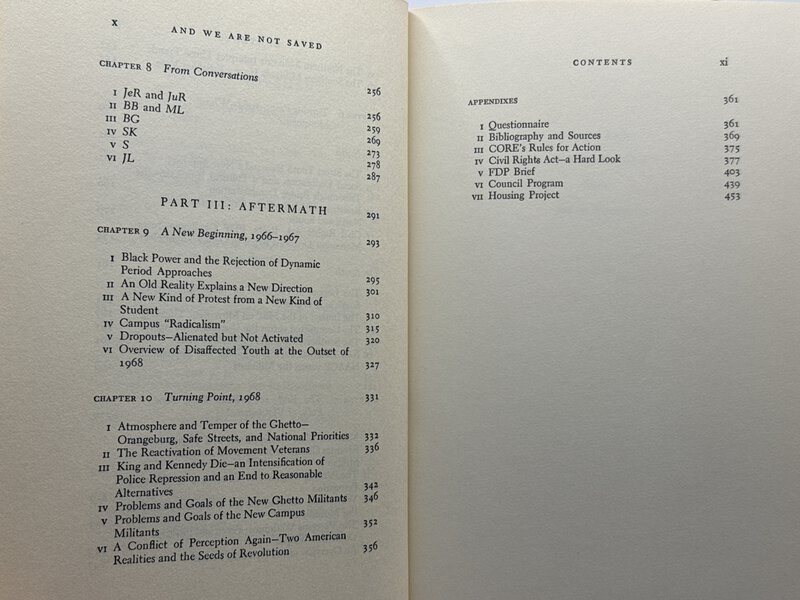 x AND WE ARE NOT SAVED
CHAPTER 8 From Conversations 256
I JeR and JuR 256
II BB and ML 259
III BG 269
IV SK 273
V S 278
VI JL 287
PART III: AFTERMATH 291
CHAPTER 9 A New Beginning, 1966–1967 293
I Black Power and the Rejection of Dynamic
Period Approaches 295
II An Old Reality Explains a New Direction 301
III A New Kind of Protest from a New Kind of
Student 310
IV Campus "Radicalism" 315
V Dropouts—Alienated but Not Activated 320
VI Overview of Disaffected Youth at the Outset of
1968 327
CHAPTER 10 Turning Point, 1968 331
I Atmosphere and Temper of the Ghetto—
Orangeburg, Safe Streets, and National Priorities 332
II The Reactivation of Movement Veterans 336
III King and Kennedy Die—an Intensification of
Police Repression and an End to Reasonable
Alternatives 342
IV Problems and Goals of the New Ghetto Militants 346
V Problems and Goals of the New Campus
Militants 352
VI A Conflict of Perception Again—Two American
Realities and the Seeds of Revolution 356
CONTENTS xi
APPENDIXES 361
I Questionnaire 361
II Bibliography and Sources 369
III CORE's Rules for Action 375
IV Civil Rights Act—a Hard Look 377
V FDP Brief 403
VI Council Program 439
VII Housing Project 453